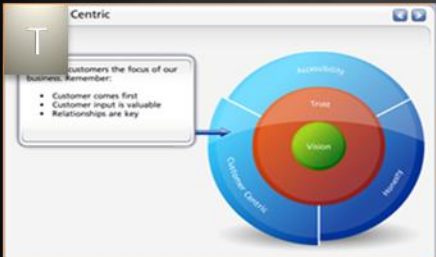 Centric
T
customers the focus of our
business. Remember:
• Customer comes first
• Customer input is valuable
• Relationships are key
Accessibility
Trust
Vision
Customer Centric
Honesty